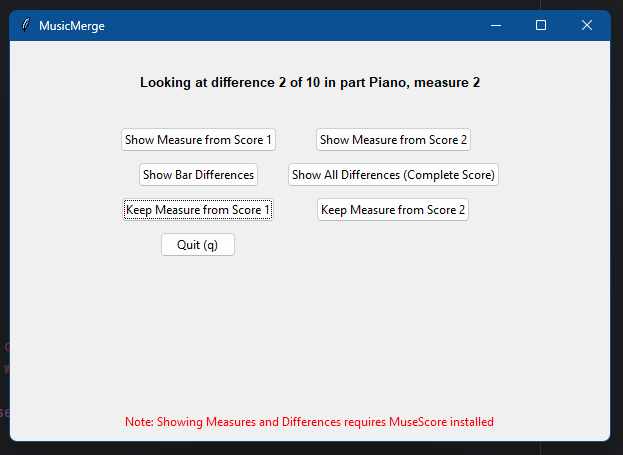 MusicMerge
Looking at difference 2 of 10 in part Piano, measure 2
Show Measure from Score 1 Show Measure from Score 2
Show Bar Differences Show All Differences (Complete Score)
Keep Measure from Score 1 Keep Measure from Score 2
Quit (q)
Note: Showing Measures and Differences requires MuseScore installed